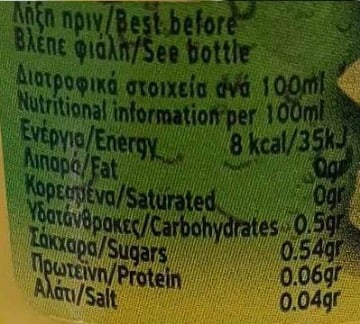 Λήξη πριν/Best before
Βλέπε φιάλη/See bottle
Διατροφικά στοιχεία ανά 100ml
Nutritional information per 100ml
Ενέργια/Energy 8 kcal/35kJ
Λιπαρά/Fat 0gr
Κορεσμένα/Saturated 0gr
Υδατάνθρακες/Carbohydrates 0.5gr
Σάκχαρα/Sugars 0.54gr
Πρωτεΐνη/Protein 0.06gr
Αλάτι/Salt 0.04gr